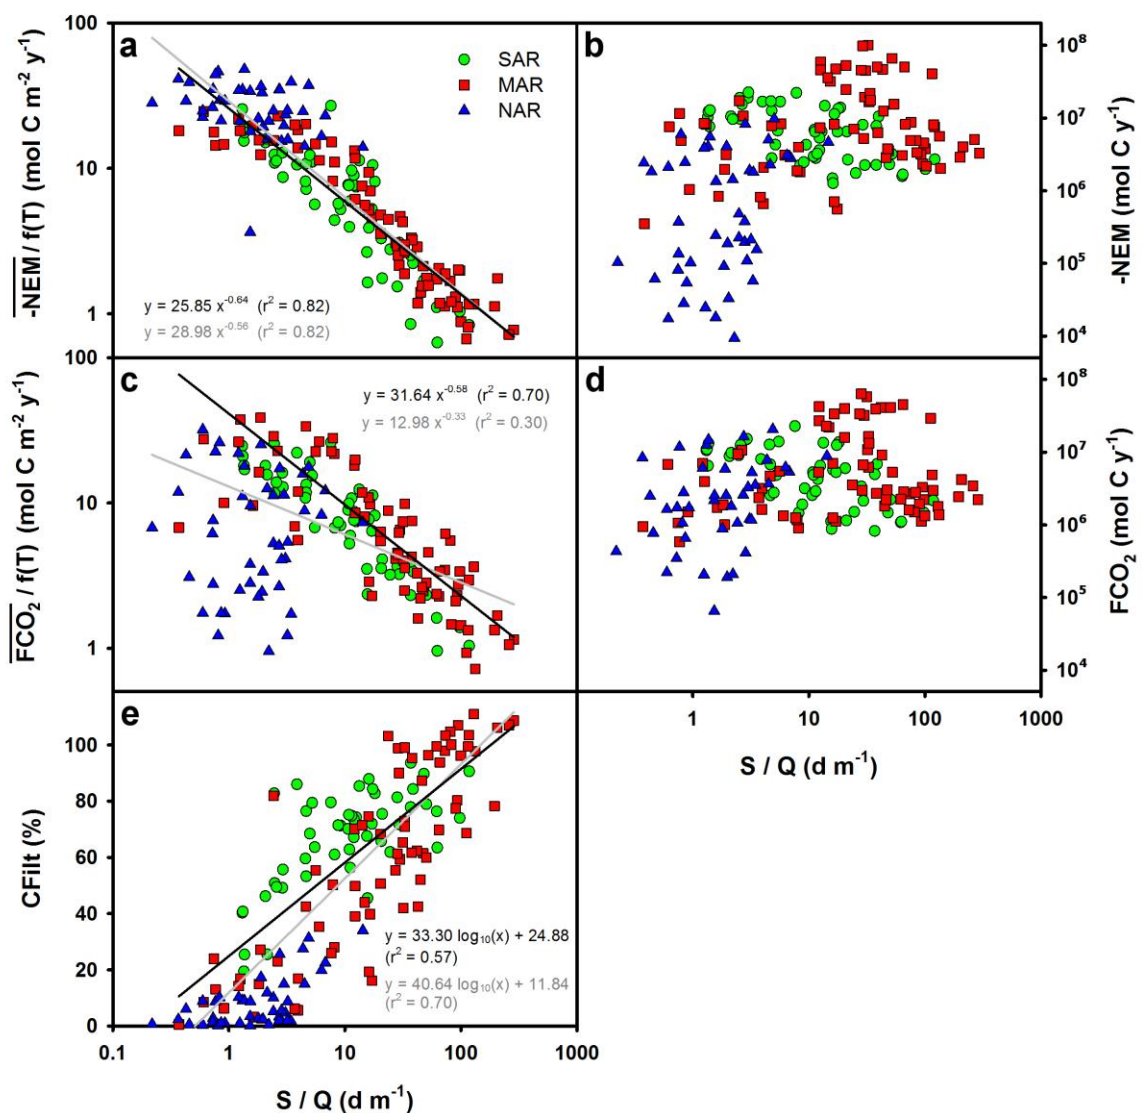 100
a
SAR
MAR
NAR
-NEM / f(T) (mol C m-2 y-1)
10
y = 25.85 x-0.64 (r2 = 0.82)
y = 28.98 x-0.56 (r2 = 0.82)
1
b
108
107
106
105
104
-NEM (mol C y-1)
100
c
y = 31.64 x-0.58 (r2 = 0.70)
y = 12.98 x-0.33 (r2 = 0.30)
FCO2 / f(T) (mol C m-2 y-1)
10
1
d
108
107
106
105
104
FCO2 (mol C y-1)
1 10 100 1000
S / Q (d m-1)
e
100
80
60
40
20
0
CFilt (%)
y = 33.30 log10(x) + 24.88
(r2 = 0.57)
y = 40.64 log10(x) + 11.84
(r2 = 0.70)
0.1 1 10 100 1000
S / Q (d m-1)